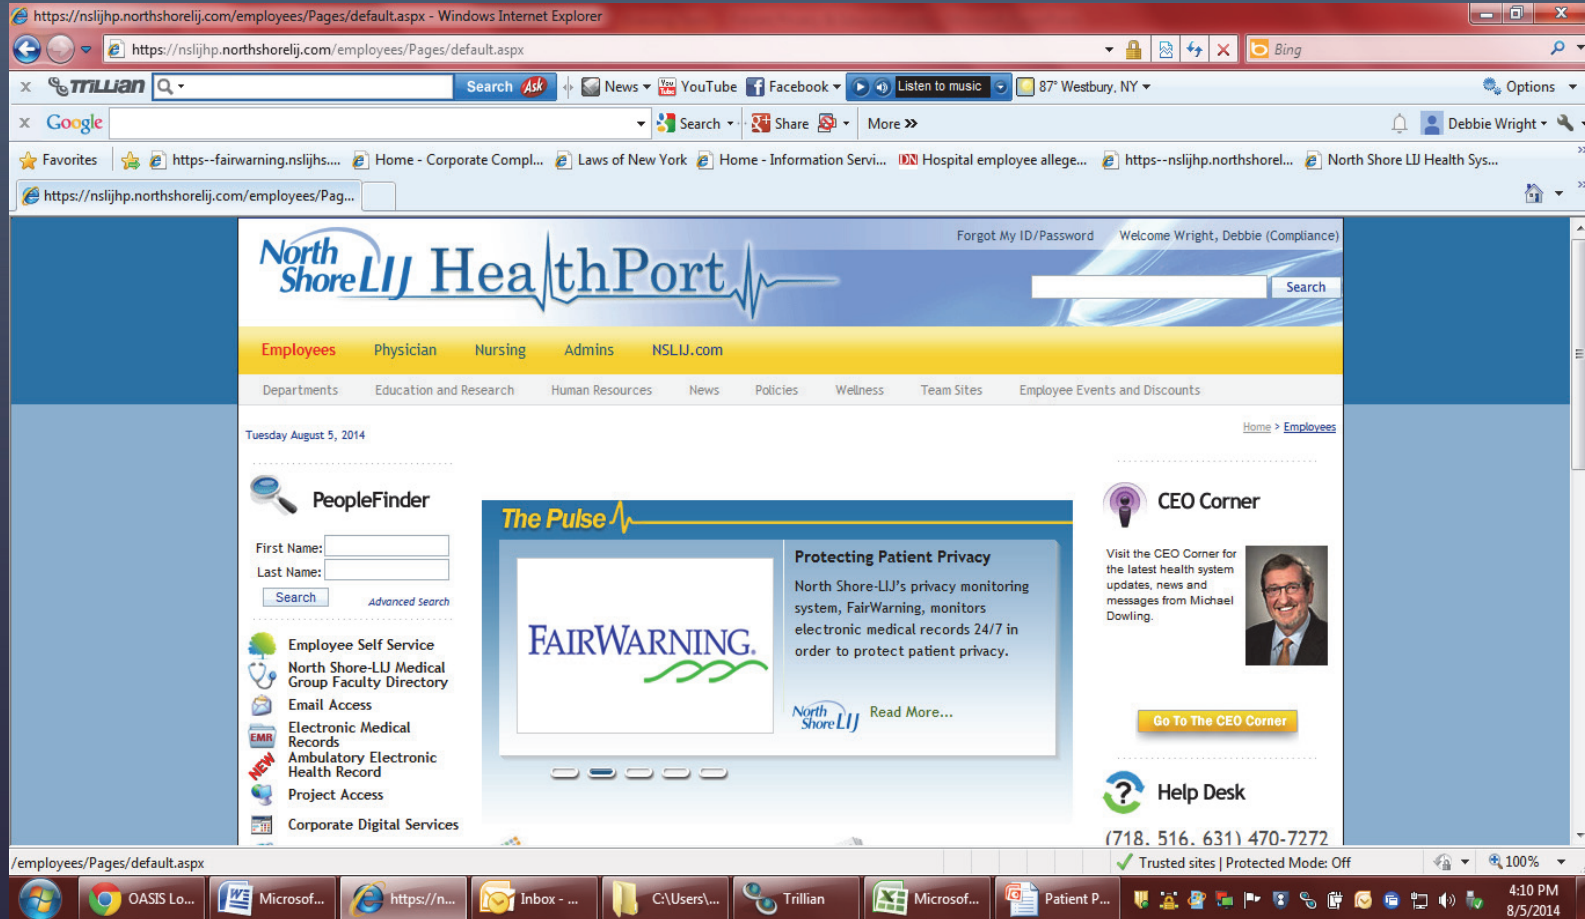 https://nslijhp.northshorelij.com/employees/Pages/default.aspx - Windows Internet Explorer
https://nslijhp.northshorelij.com/employees/Pages/default.aspx
Bing
x TRILLIAN Search Ask News YouTube Facebook Listen to music 87° Westbury, NY Options
x Google Search Share More » Debbie Wright
Favorites https--fairwarning.nslijhs.... Home - Corporate Compl... Laws of New York Home - Information Servi... DN Hospital employee allege... https--nslijhp.northshorel... North Shore LIJ Health Sys...
https://nslijhp.northshorelij.com/employees/Pag...
North Shore LIJ HealthPort
Forgot My ID/Password Welcome Wright, Debbie (Compliance)
Search
Employees Physician Nursing Admins NSLIJ.com
Departments Education and Research Human Resources News Policies Wellness Team Sites Employee Events and Discounts
Tuesday August 5, 2014
Home > Employees
PeopleFinder
First Name:
Last Name:
Search Advanced Search
Employee Self Service
North Shore-LIJ Medical
Group Faculty Directory
Email Access
EMR
Electronic Medical
Records
NEW
Ambulatory Electronic
Health Record
Project Access
Corporate Digital Services
The Pulse
FAIRWARNING®
Protecting Patient Privacy
North Shore-LIJ's privacy monitoring
system, FairWarning, monitors
electronic medical records 24/7 in
order to protect patient privacy.
North Shore LIJ Read More...
CEO Corner
Visit the CEO Corner for
the latest health system
updates, news and
messages from Michael
Dowling.
Go To The CEO Corner
Help Desk
(718, 516, 631) 470-7272
/employees/Pages/default.aspx
Trusted sites | Protected Mode: Off
100%
OASIS Lo... Microsof... https://n... Inbox - ... C:\Users\... Trillian Microsof... Patient P...
4:10 PM
8/5/2014